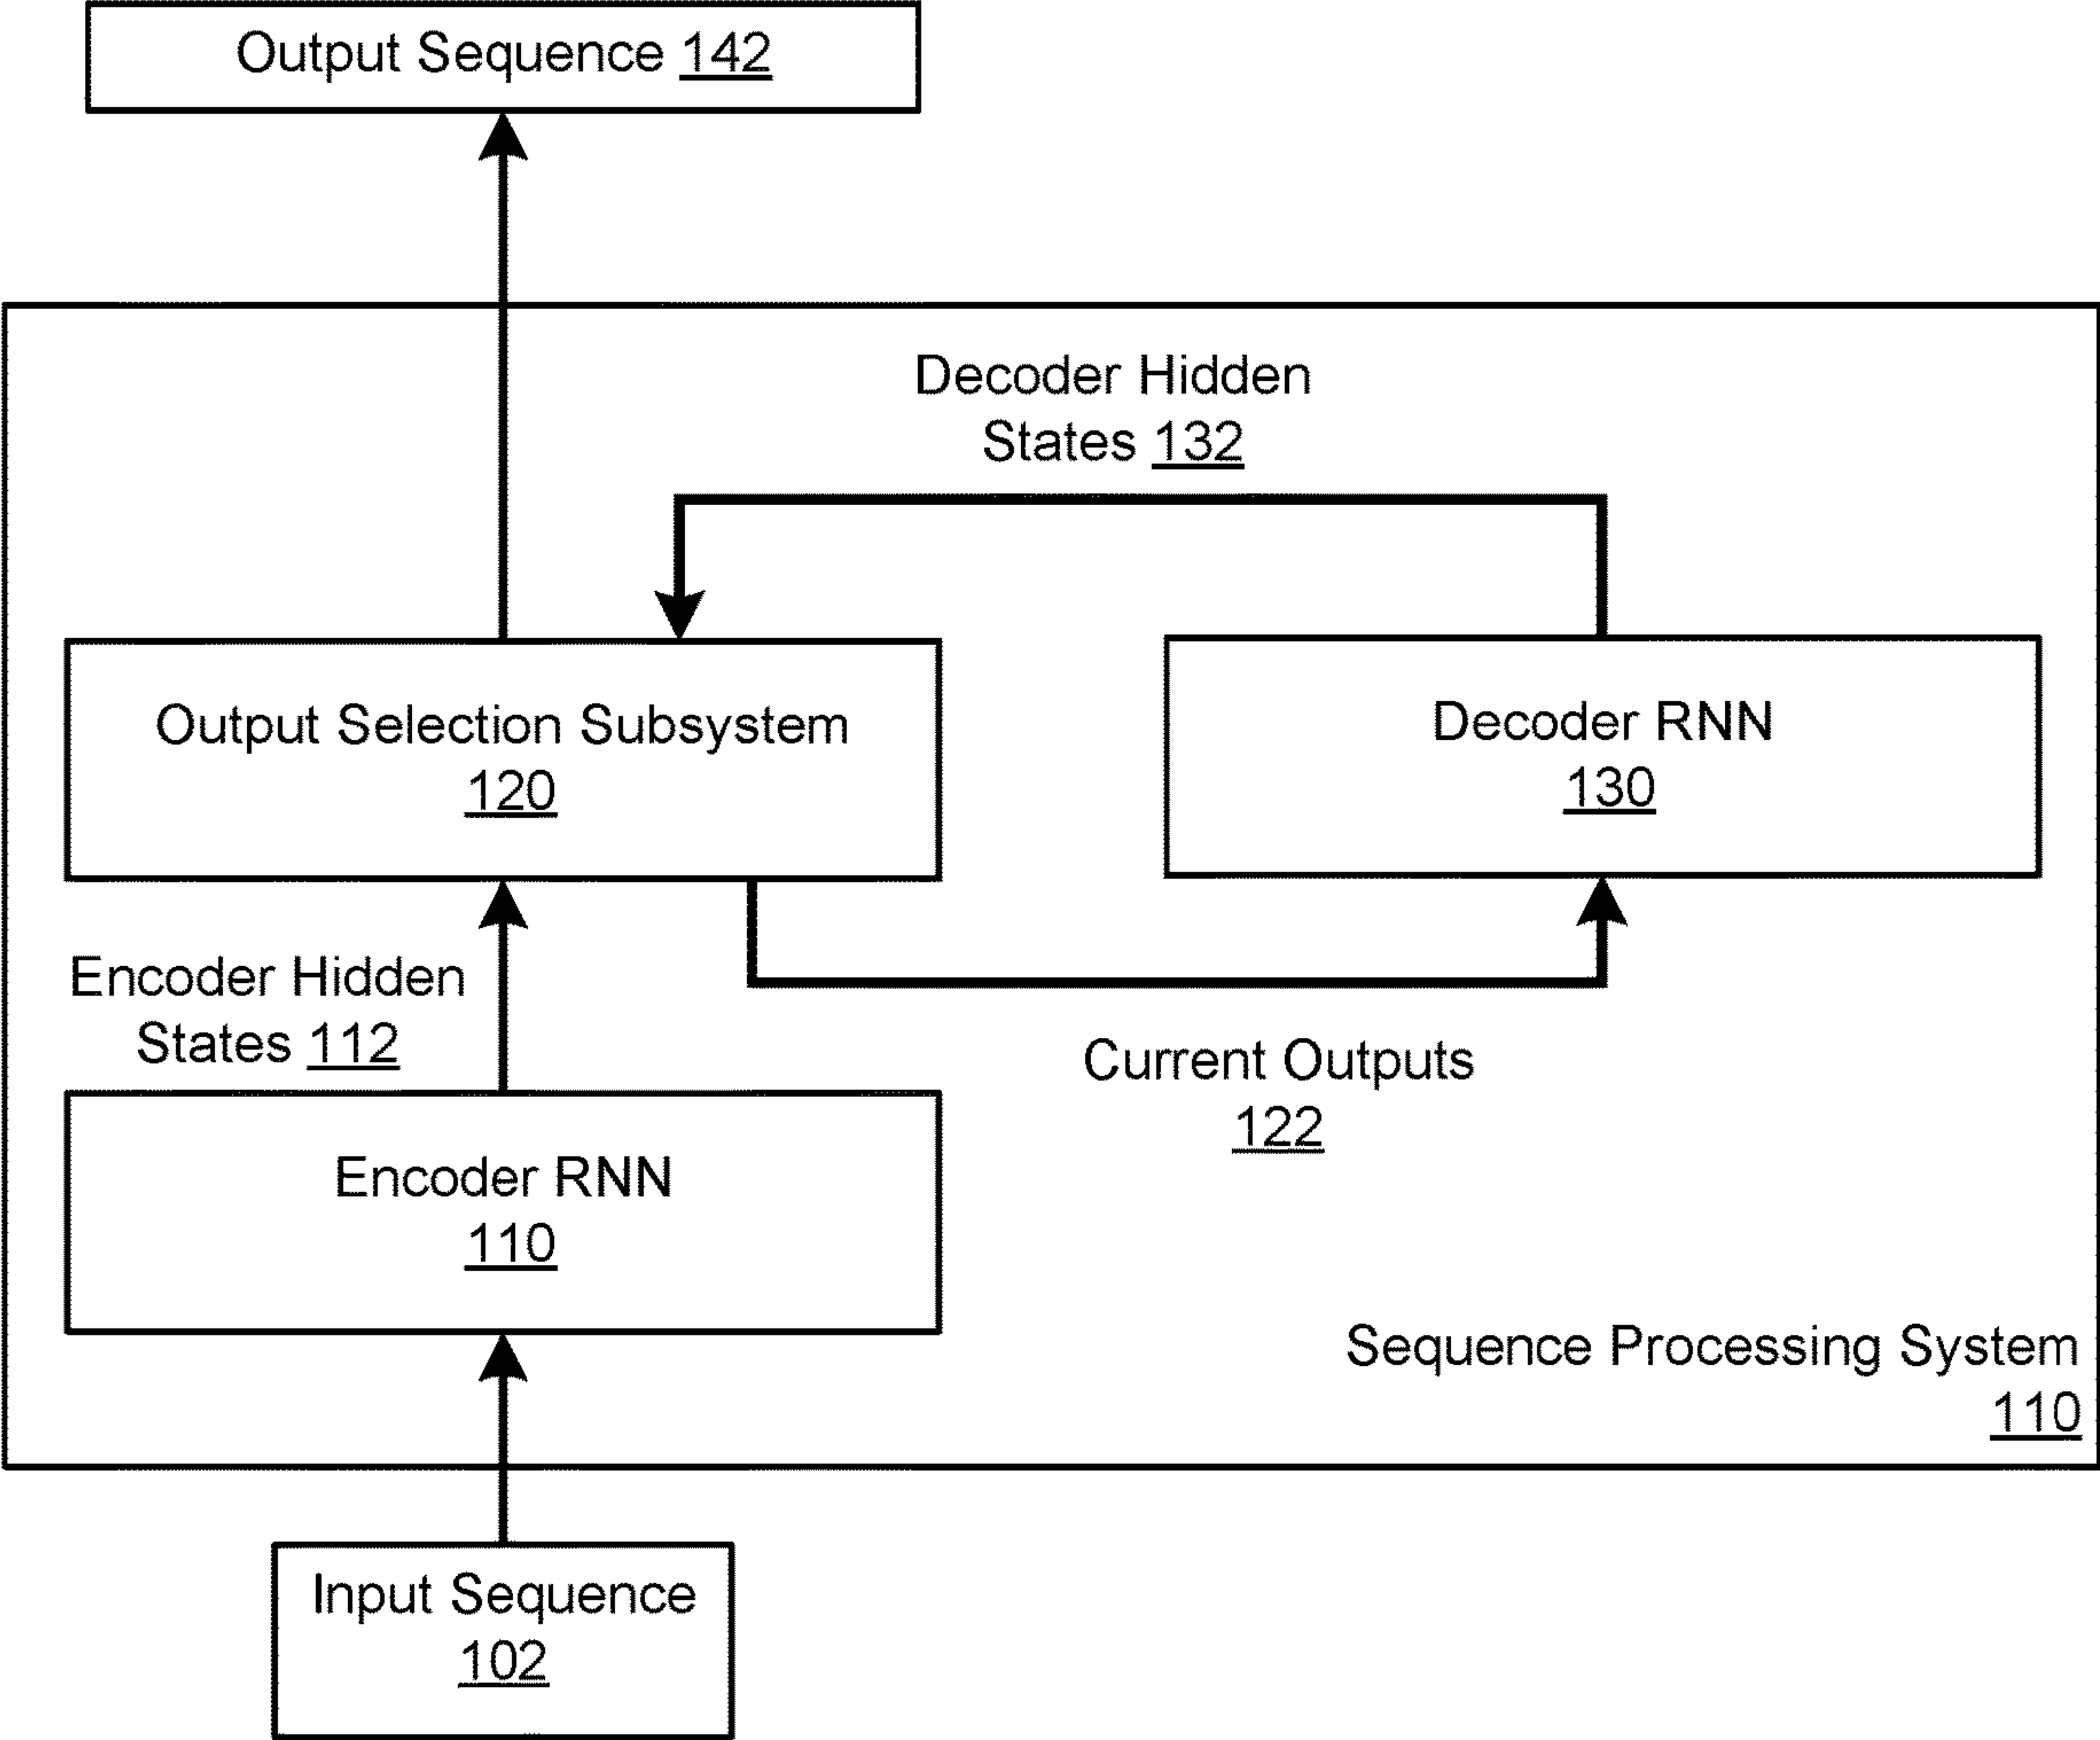 Output Sequence 142
Decoder Hidden
States 132
Output Selection Subsystem
120
Decoder RNN
130
Encoder Hidden
States 112
Current Outputs
122
Encoder RNN
110
Sequence Processing System
110
Input Sequence
102